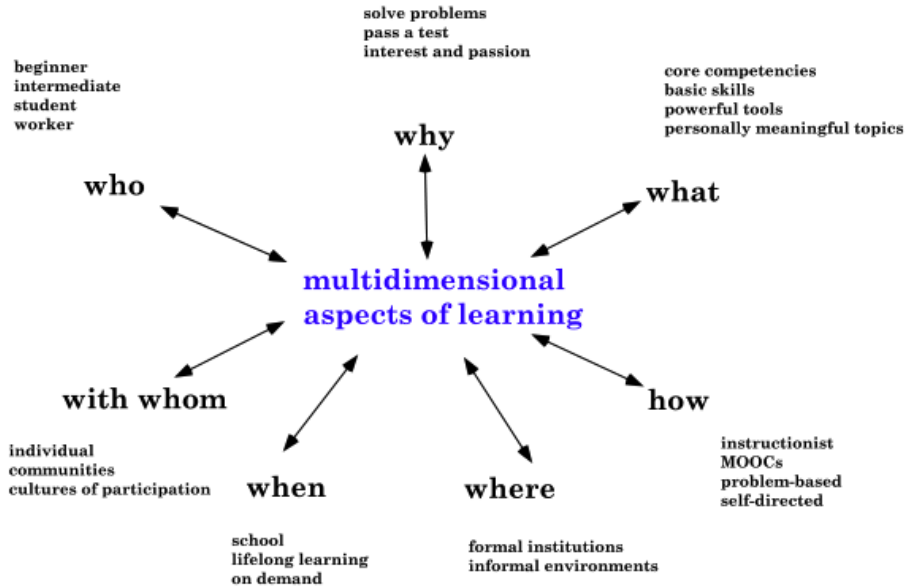 solve problems
pass a test
interest and passion
why
beginner
intermediate
student
worker
who
core competencies
basic skills
powerful tools
personally meaningful topics
what
multidimensional
aspects of learning
with whom
individual
communities
cultures of participation
when
school
lifelong learning
on demand
where
formal institutions
informal environments
how
instructionist
MOOCs
problem-based
self-directed